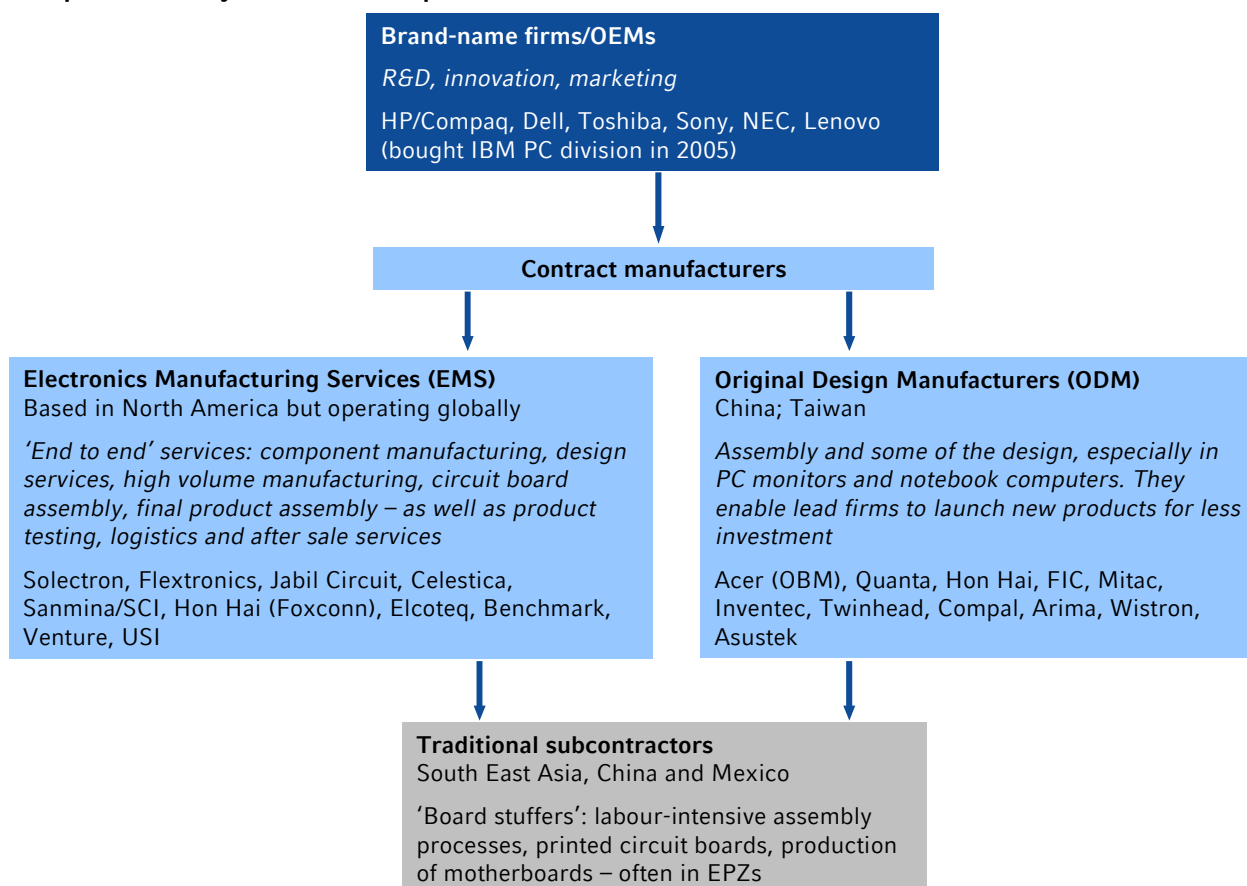 Brand-name firms/OEMs
R&D, innovation, marketing
HP/Compaq, Dell, Toshiba, Sony, NEC, Lenovo
(bought IBM PC division in 2005)
Contract manufacturers
Electronics Manufacturing Services (EMS)
Based in North America but operating globally
‘End to end’ services: component manufacturing, design
services, high volume manufacturing, circuit board
assembly, final product assembly – as well as product
testing, logistics and after sale services
Solectron, Flextronics, Jabil Circuit, Celestica,
Sanmina/SCI, Hon Hai (Foxconn), Elcoteq, Benchmark,
Venture, USI
Original Design Manufacturers (ODM)
China; Taiwan
Assembly and some of the design, especially in
PC monitors and notebook computers. They
enable lead firms to launch new products for less
investment
Acer (OBM), Quanta, Hon Hai, FIC, Mitac,
Inventec, Twinhead, Compal, Arima, Wistron,
Asustek
Traditional subcontractors
South East Asia, China and Mexico
‘Board stuffers’: labour-intensive assembly
processes, printed circuit boards, production
of motherboards – often in EPZs